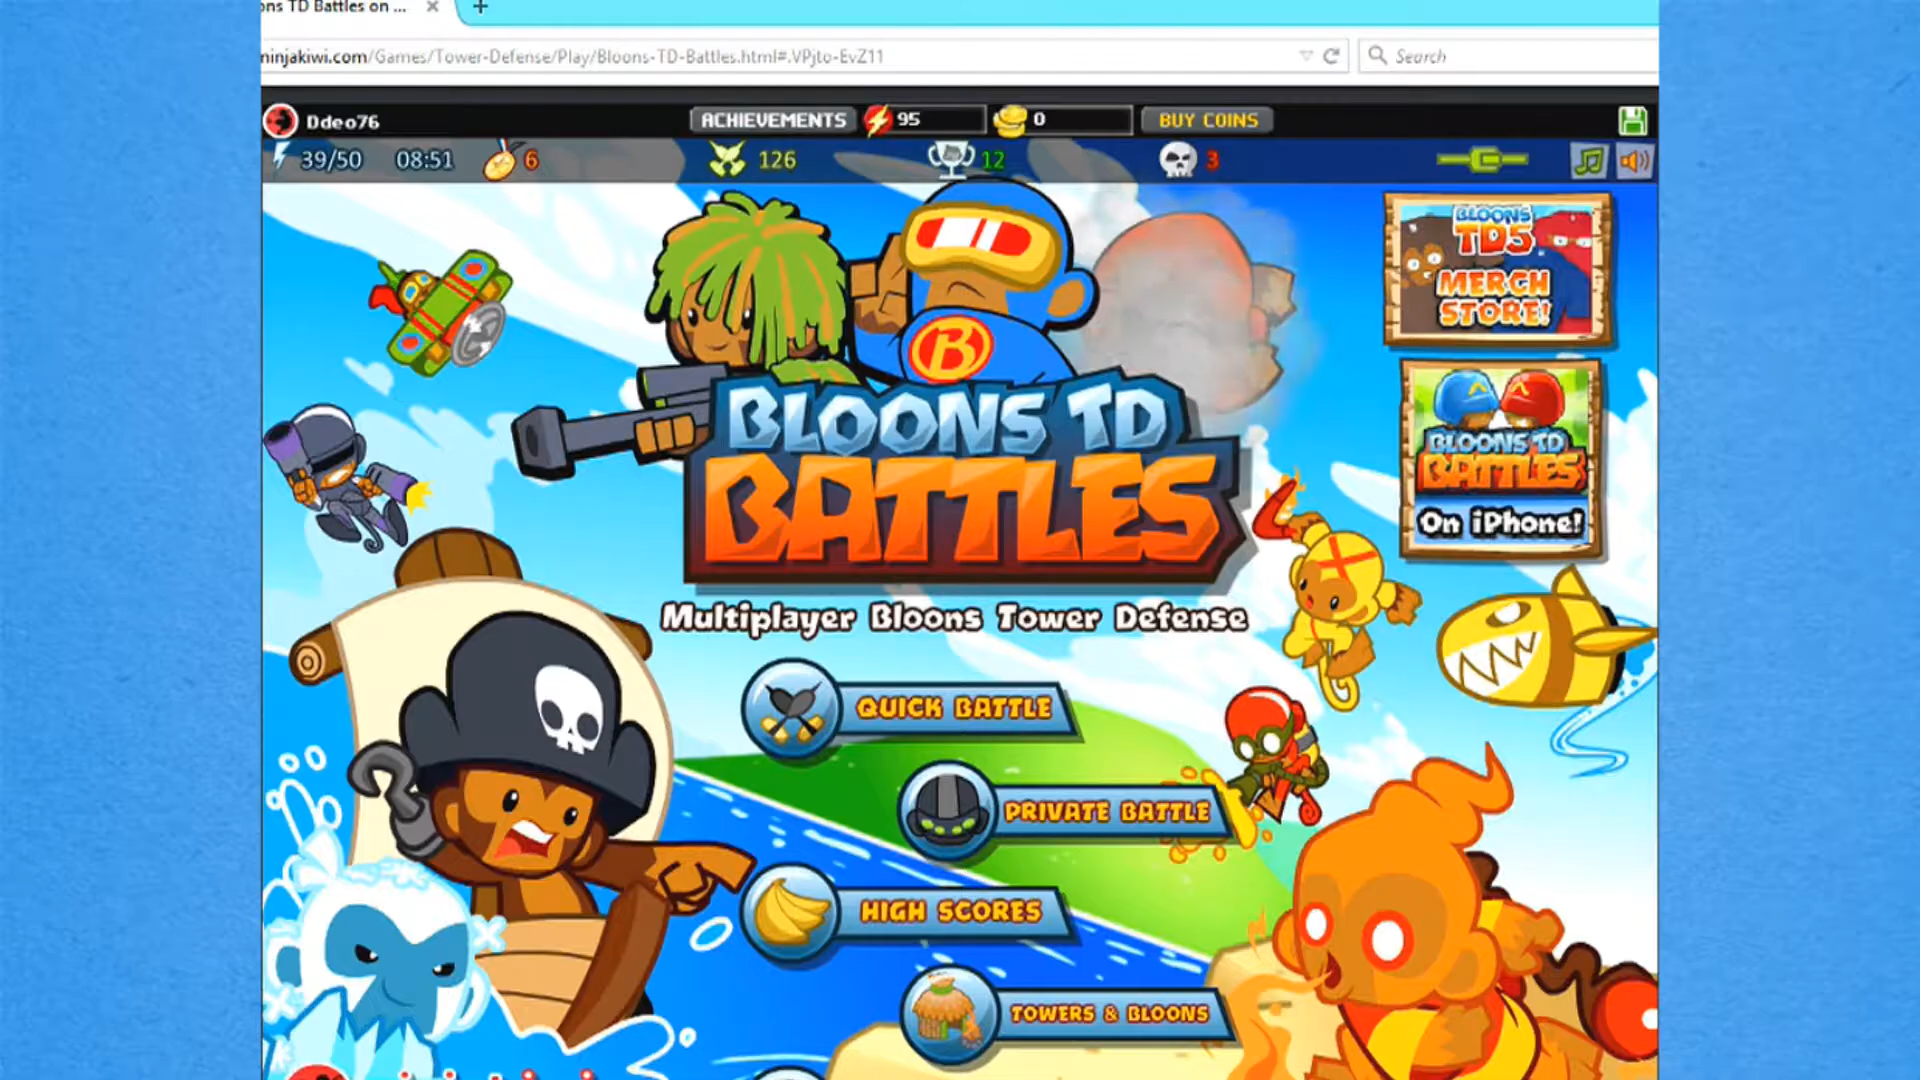 ons TD Battles on ...
ninjakiwi.com/Games/Tower-Defense/Play/Bloons-TD-Battles.html#.VPjto-EvZ11
Search
Ddeo76
ACHIEVEMENTS
95
0
BUY COINS
39/50
08:51
6
126
12
3
BLOONS
TD5
MERCH
STORE!
B
BLOONS TD
BATTLES
Multiplayer Bloons Tower Defense
BLOONS TD
BATTLES
On iPhone!
QUICK BATTLE
PRIVATE BATTLE
HIGH SCORES
TOWERS & BLOONS